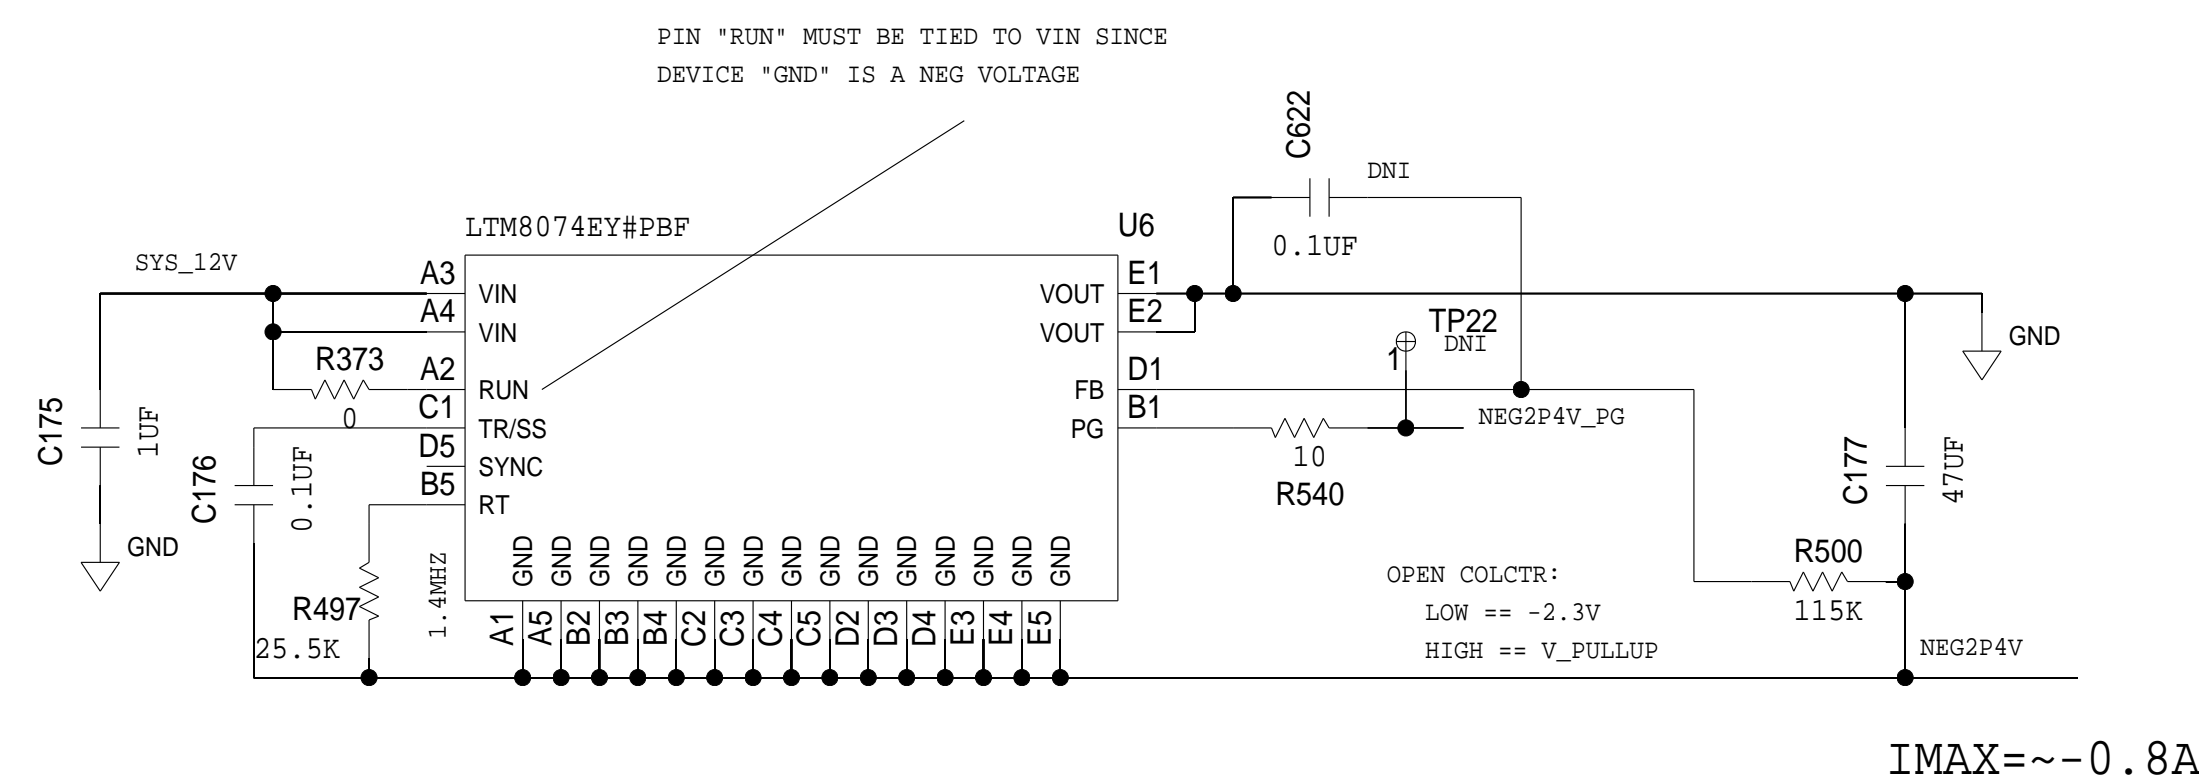 PIN "RUN" MUST BE TIED TO VIN SINCE
DEVICE "GND" IS A NEG VOLTAGE
C622
DNI
0.1UF
LTM8074EY#PBF
U6
SYS_12V
A3
VIN
A4
VIN
R373
0
A2
RUN
C1
TR/SS
D5
SYNC
B5
RT
E1
VOUT
E2
VOUT
D1
FB
B1
PG
TP22
DNI
1
NEG2P4V_PG
10
R540
GND
C175
1UF
GND
C176
0.1UF
R497
25.5K
1.4MHZ
GND GND GND GND GND GND GND GND GND GND GND GND GND GND GND
A1 A5 B2 B3 B4 C2 C3 C4 C5 D2 D3 D4 E3 E4 E5
C177
47UF
R500
115K
OPEN COLCTR:
LOW == -2.3V
HIGH == V_PULLUP
NEG2P4V
IMAX=~-0.8A